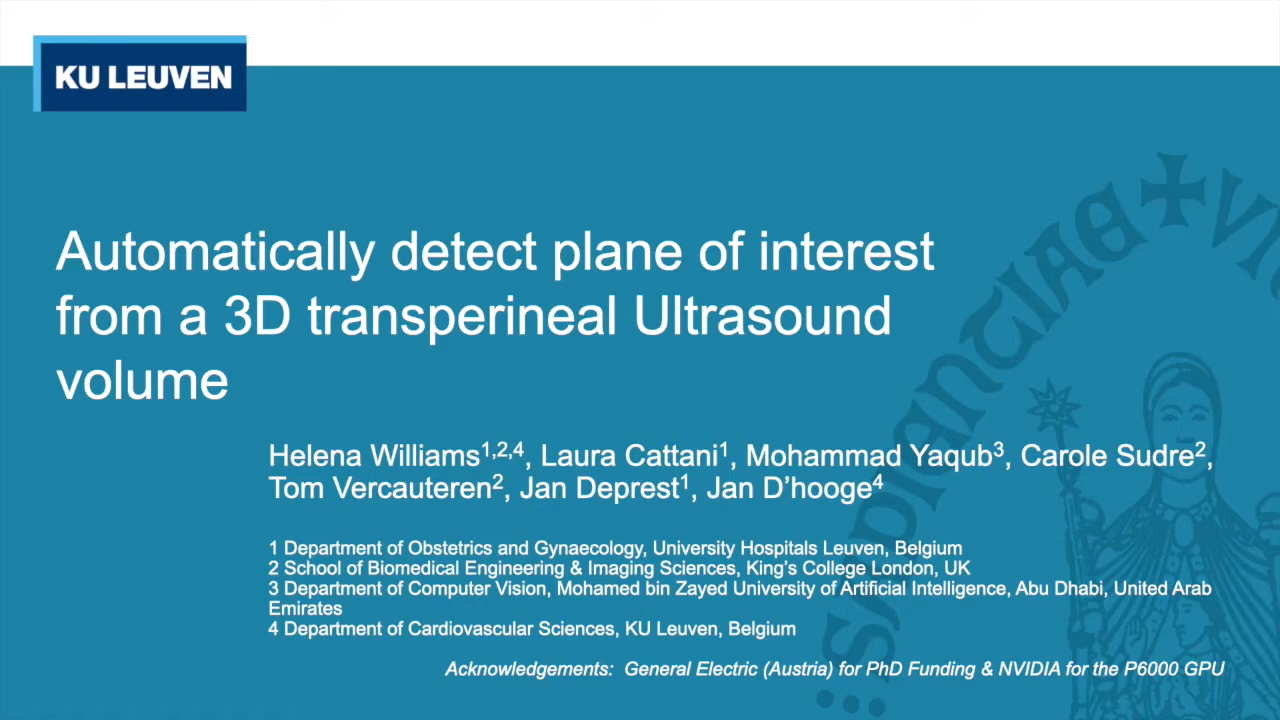 KU LEUVEN
Automatically detect plane of interest
from a 3D transperineal Ultrasound
volume
Helena Williams1,2,4, Laura Cattani1, Mohammad Yaqub3, Carole Sudre2,
Tom Vercauteren2, Jan Deprest1, Jan D’hooge4
1 Department of Obstetrics and Gynaecology, University Hospitals Leuven, Belgium
2 School of Biomedical Engineering & Imaging Sciences, King’s College London, UK
3 Department of Computer Vision, Mohamed bin Zayed University of Artificial Intelligence, Abu Dhabi, United Arab
Emirates
4 Department of Cardiovascular Sciences, KU Leuven, Belgium
Acknowledgements: General Electric (Austria) for PhD Funding & NVIDIA for the P6000 GPU